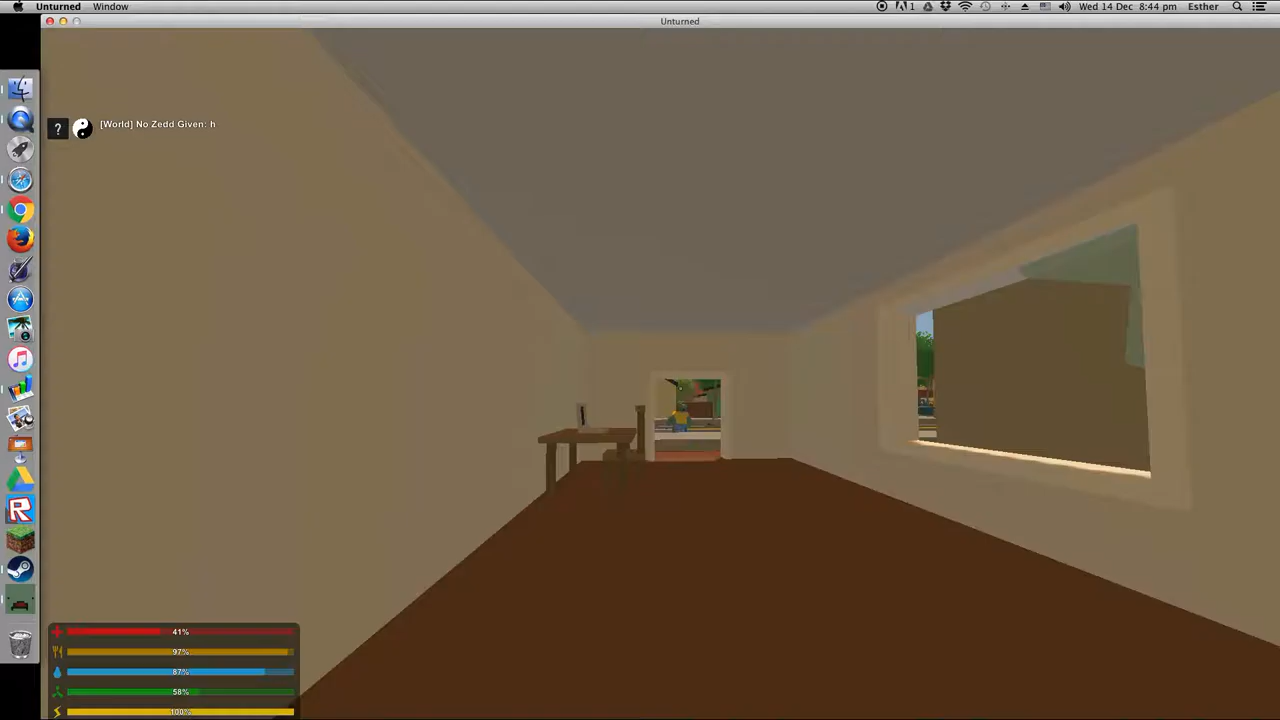 Unturned Window 1 Wed 14 Dec 8:44 pm Esther
Unturned
? [World] No Zedd Given: h
41%
97%
87%
58%
100%